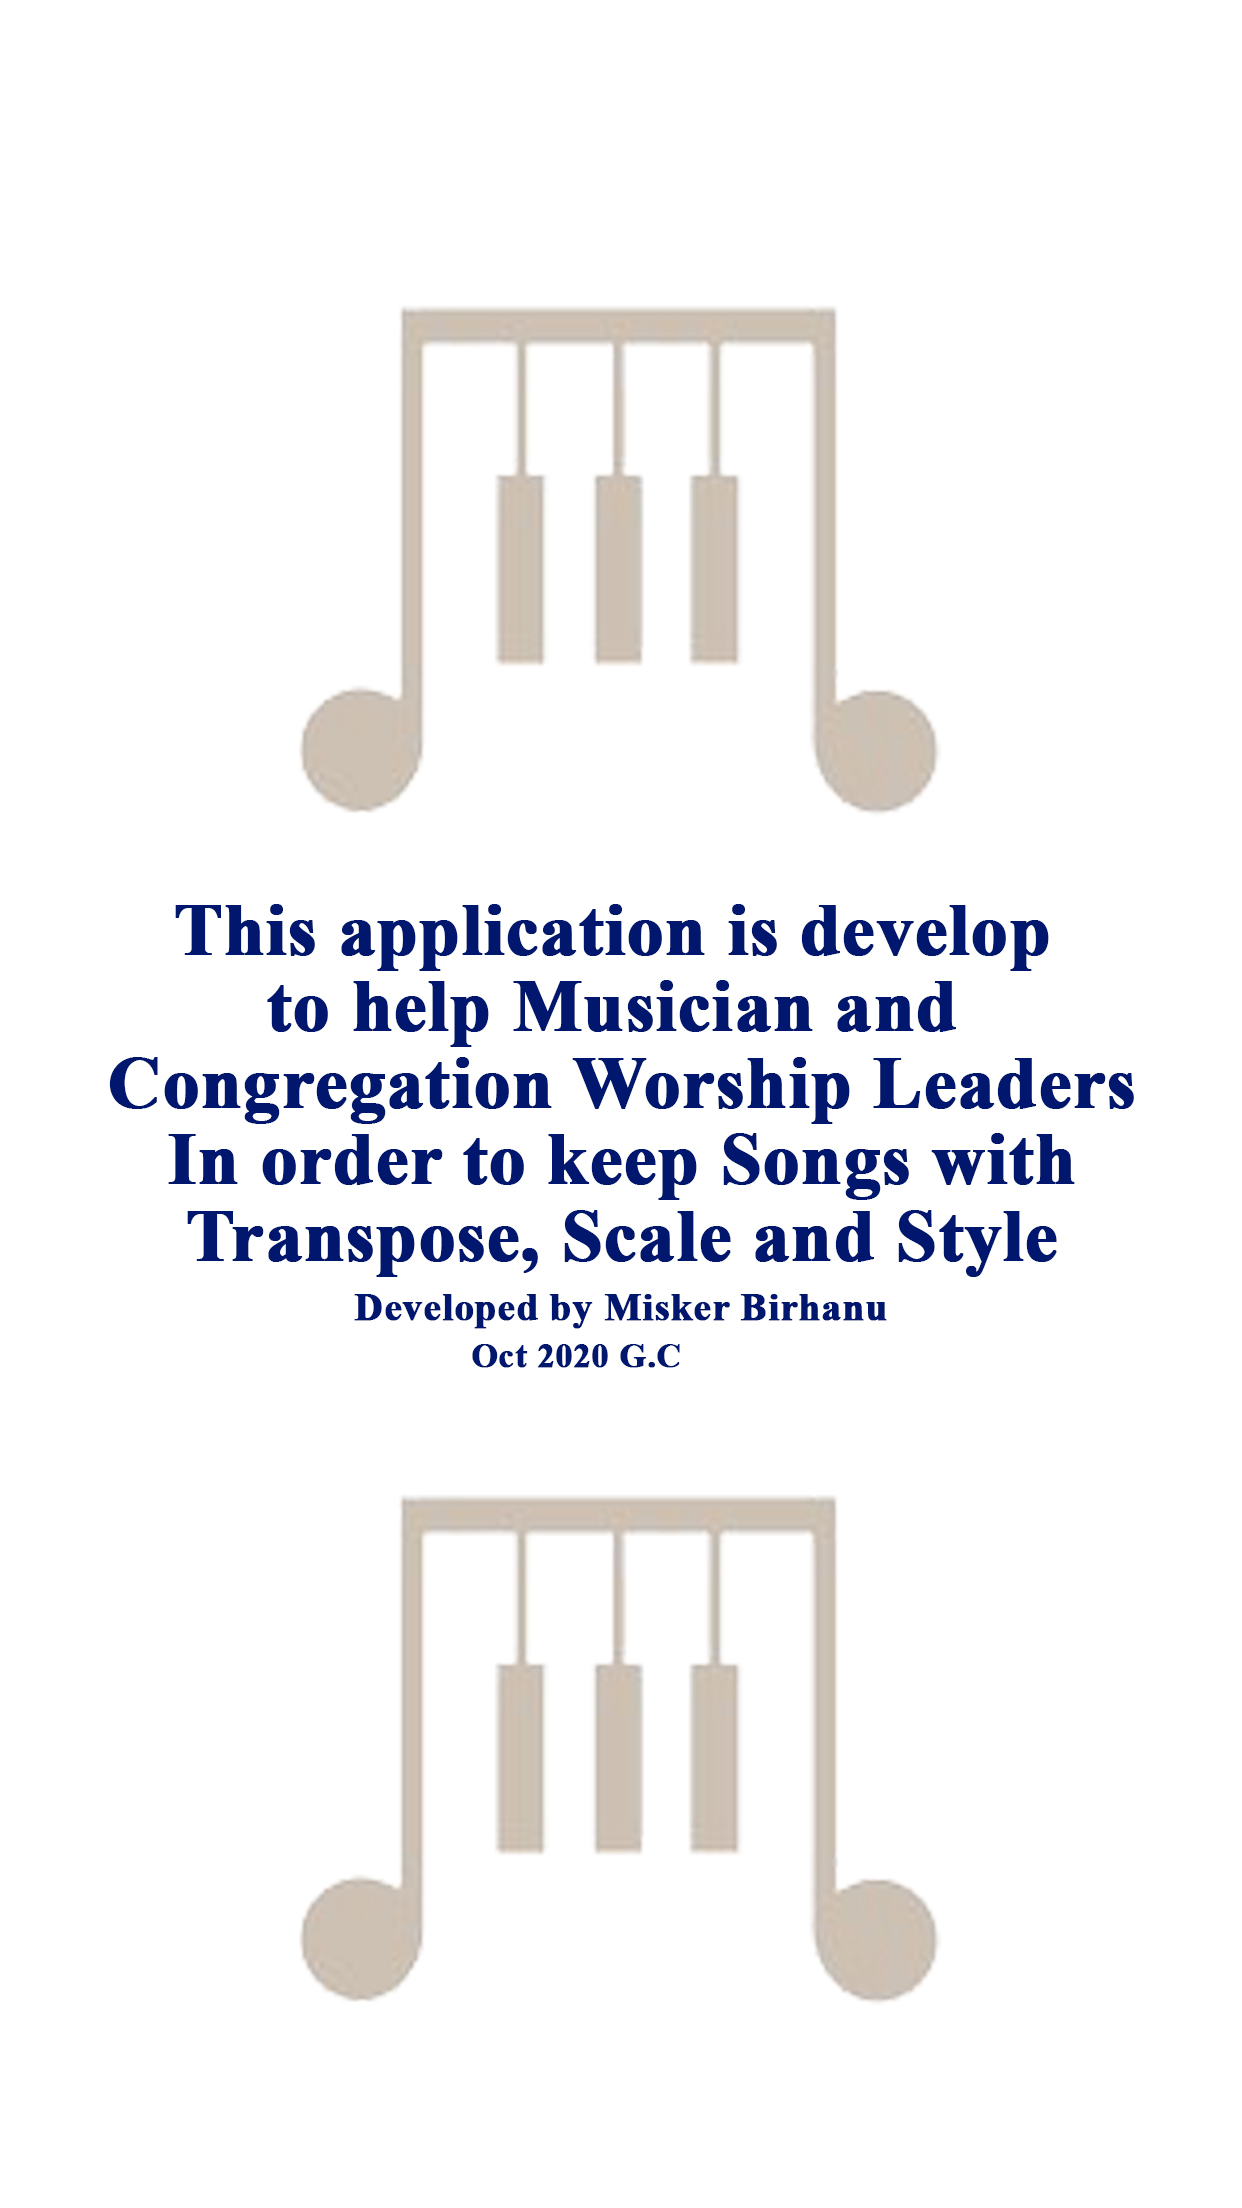 This application is develop
to help Musician and
Congregation Worship Leaders
In order to keep Songs with
Transpose, Scale and Style
Developed by Misker Birhanu
Oct 2020 G.C